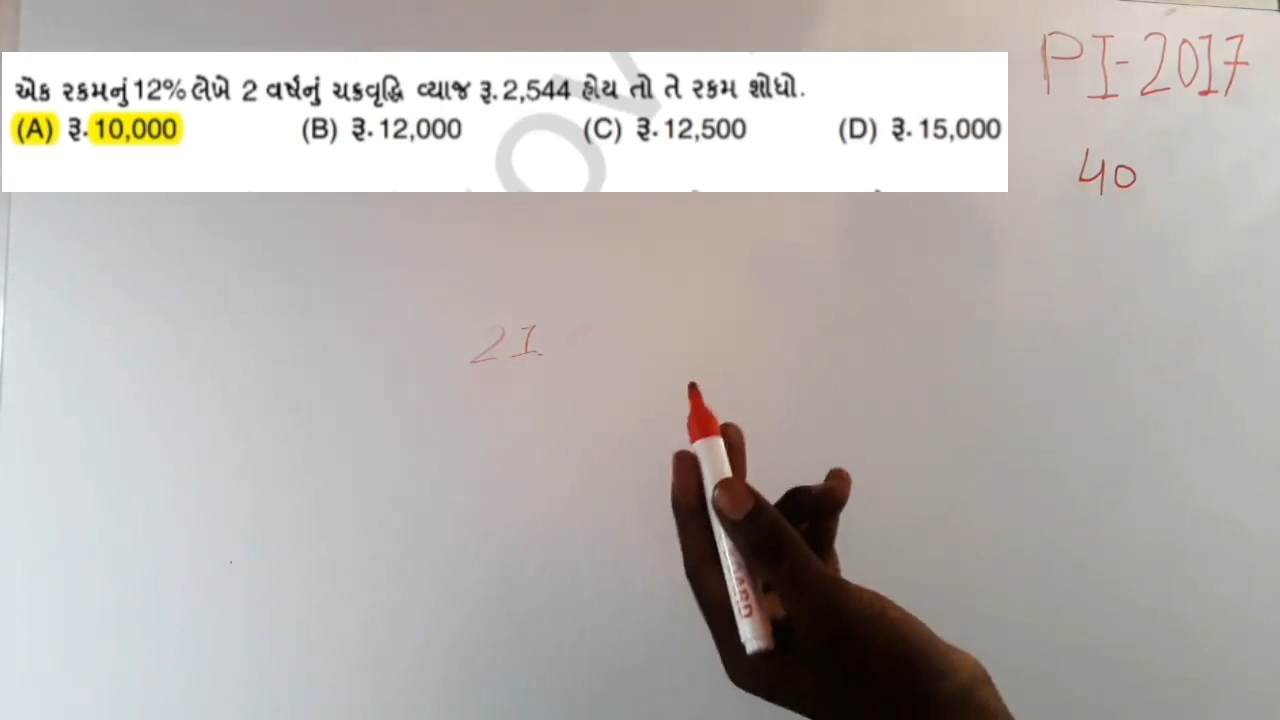 એક રકમનું 12% લેખે 2 વર્ષનું ચક્રવૃદ્ધિ વ્યાજ રૂ. 2,544 હોય તો તે રકમ શોધો.
(A) રૂ. 10,000 (B) રૂ. 12,000 (C) રૂ. 12,500 (D) રૂ. 15,000
PI-2017
40
2I